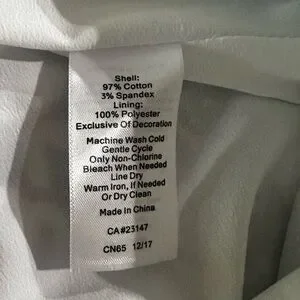 Shell:
97% Cotton
3% Spandex
Lining:
100% Polyester
Exclusive Of Decoration
Machine Wash Cold
Gentle Cycle
Only Non-Chlorine
Bleach When Needed
Line Dry
Warm Iron, If Needed
Or Dry Clean
Made in China
CA#23147
CN65 12/17